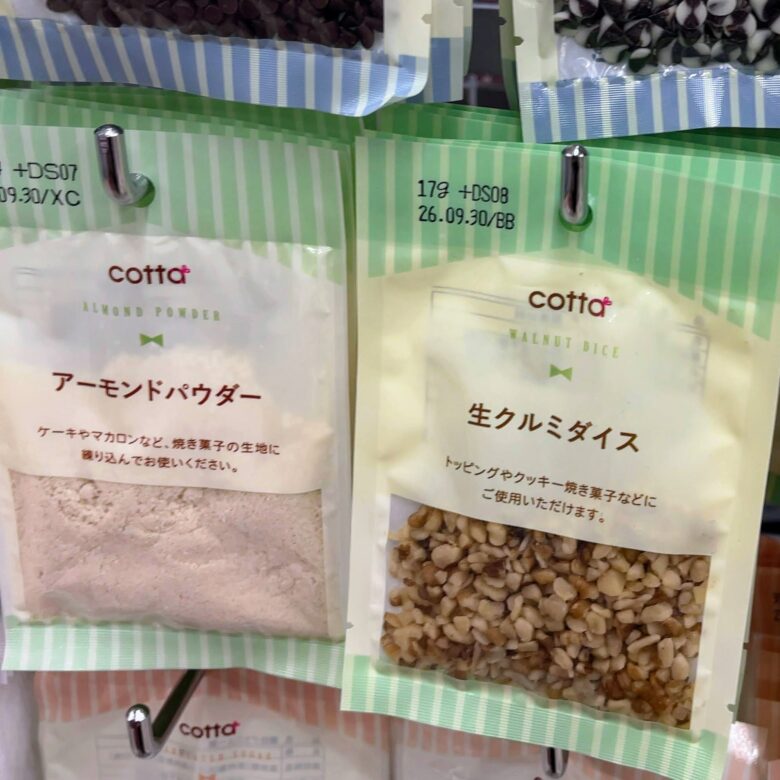 +DS07
09.30/XC
cotta
ALMOND POWDER
アーモンドパウダー
ケーキやマカロンなど、焼き菓子の生地に
練り込んでお使いください。
17g +DS08
26.09.30/BB
cotta
WALNUT DICE
生クルミダイス
トッピングやクッキー焼き菓子などに
ご使用いただけます。
cotta